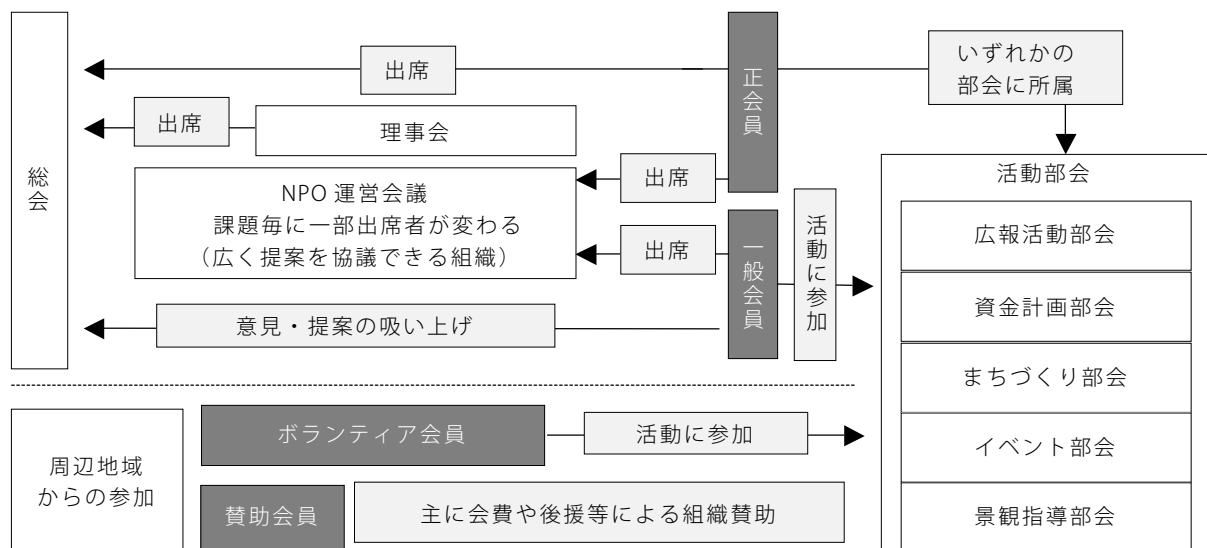 総会
出席
正会員
いずれかの
部会に所属
出席
理事会
NPO 運営会議
課題毎に一部出席者が変わる
（広く提案を協議できる組織）
出席
出席
一般会員
活動に参加
意見・提案の吸い上げ
活動部会
広報活動部会
資金計画部会
まちづくり部会
イベント部会
景観指導部会
周辺地域
からの参加
ボランティア会員
活動に参加
賛助会員
主に会費や後援等による組織賛助